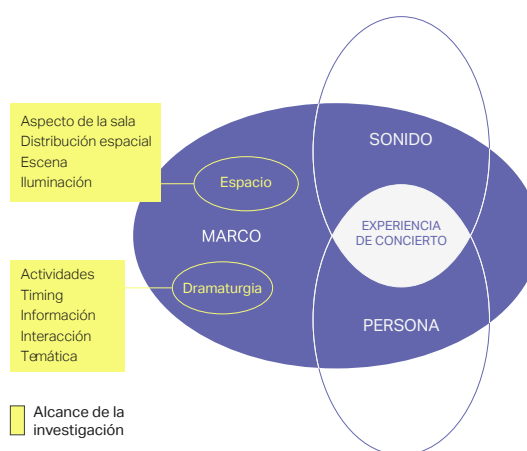 Aspecto de la sala
Distribución espacial
Escena
Iluminación
SONIDO
Espacio
EXPERIENCIA
DE CONCIERTO
MARCO
Actividades
Timing
Información
Interacción
Temática
Dramaturgia
PERSONA
Alcance de la
investigación